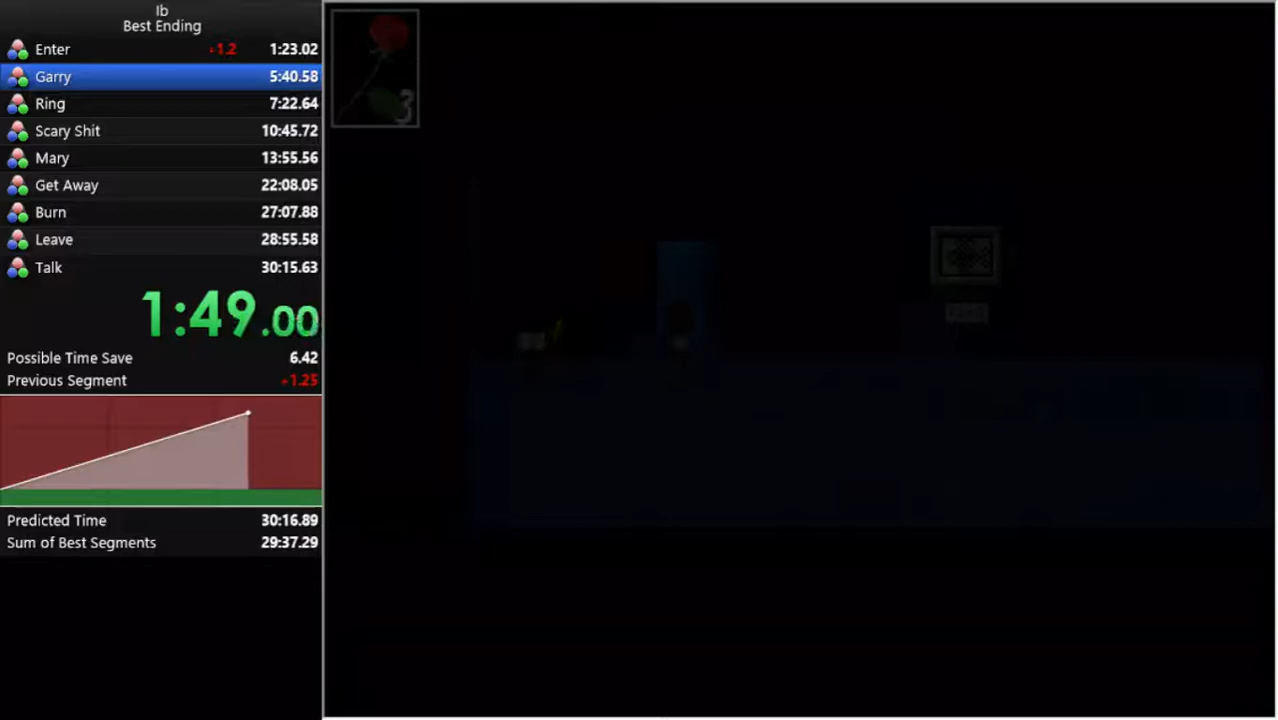 Ib
Best Ending
Enter +1.2 1:23.02
Garry 5:40.58
Ring 7:22.64
Scary Shit 10:45.72
Mary 13:55.56
Get Away 22:08.05
Burn 27:07.88
Leave 28:55.58
Talk 30:15.63
1:49.00
Possible Time Save 6.42
Previous Segment +1.25
Predicted Time 30:16.89
Sum of Best Segments 29:37.29
3